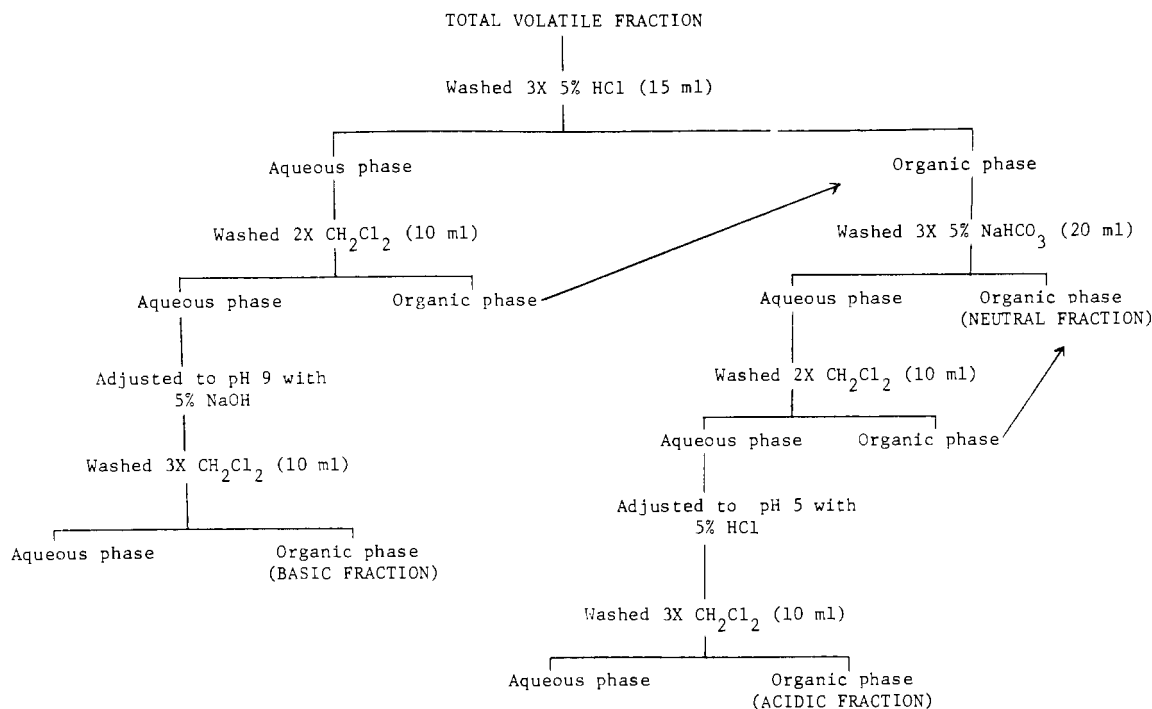 TOTAL VOLATILE FRACTION
Washed 3X 5% HCl (15 ml)
Aqueous phase
Organic phase
Washed 2X CH2Cl2 (10 ml)
Washed 3X 5% NaHCO3 (20 ml)
Aqueous phase
Organic phase
Aqueous phase
Organic phase
(NEUTRAL FRACTION)
Adjusted to pH 9 with
5% NaOH
Washed 2X CH2Cl2 (10 ml)
Aqueous phase
Organic phase
Washed 3X CH2Cl2 (10 ml)
Adjusted to pH 5 with
5% HCl
Aqueous phase
Organic phase
(BASIC FRACTION)
Washed 3X CH2Cl2 (10 ml)
Aqueous phase
Organic phase
(ACIDIC FRACTION)